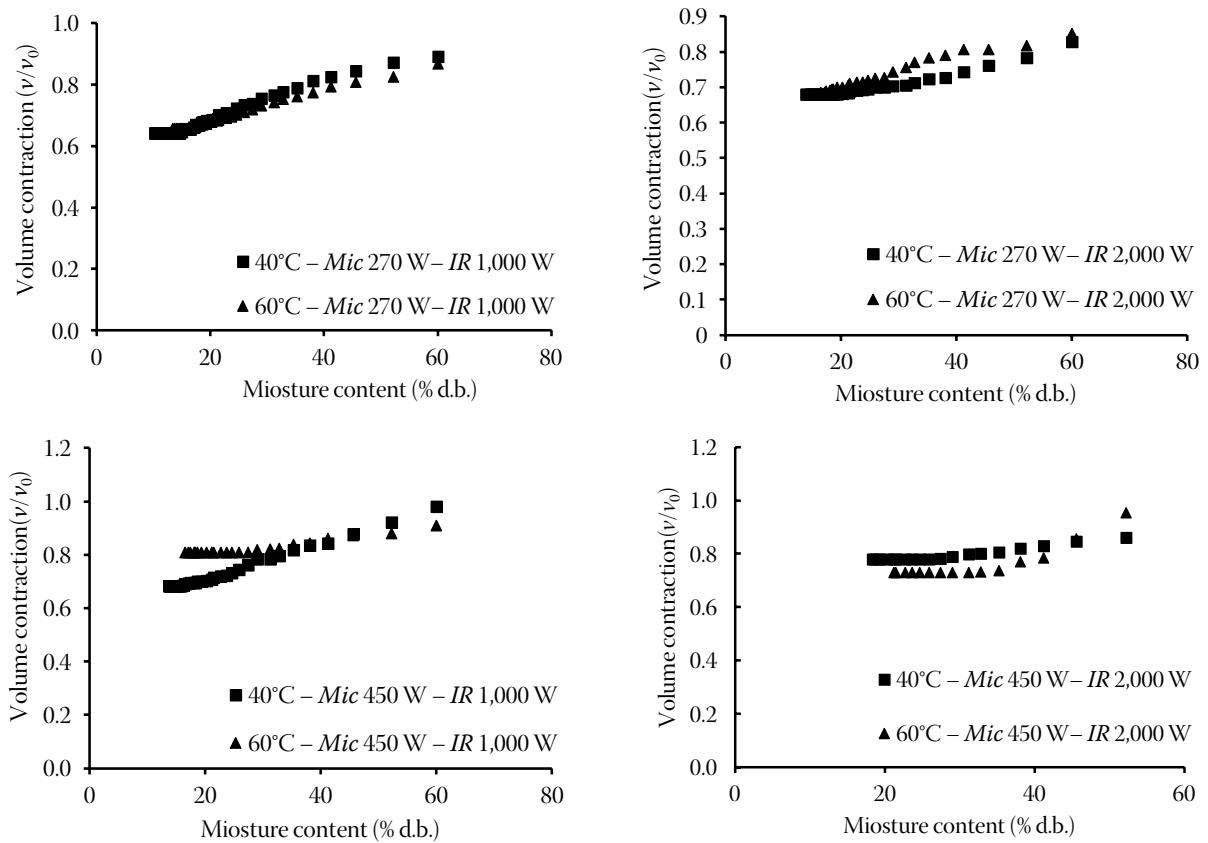 Volume contraction (v/v0)
1.0
0.8
0.6
0.4
0.2
0.0
40°C – Mic 270 W– IR 1,000 W
60°C – Mic 270 W– IR 1,000 W
0 20 40 60 80
Miosture content (% d.b.)
Volume contraction(v/v0)
0.9
0.8
0.7
0.6
0.5
0.4
0.3
0.2
0.1
0
40°C – Mic 270 W– IR 2,000 W
60°C – Mic 270 W– IR 2,000 W
0 20 40 60 80
Miosture content (% d.b.)
Volume contraction(v/v0)
1.2
1.0
0.8
0.6
0.4
0.2
0.0
40°C – Mic 450 W – IR 1,000 W
60°C – Mic 450 W – IR 1,000 W
0 20 40 60 80
Miosture content (% d.b.)
Volume contraction(v/v0)
1.2
1.0
0.8
0.6
0.4
0.2
0.0
40°C – Mic 450 W– IR 2,000 W
60°C – Mic 450 W– IR 2,000 W
0 20 40 60
Miosture content (% d.b.)